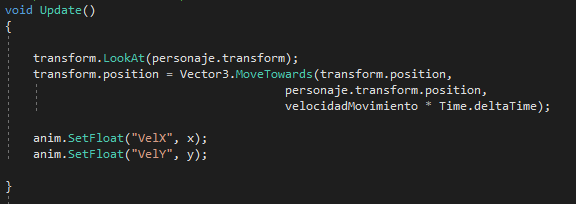 void Update()
{
transform.LookAt(personaje.transform);
transform.position = Vector3.MoveTowards(transform.position,
personaje.transform.position,
velocidadMovimiento * Time.deltaTime);
anim.SetFloat("VelX", x);
anim.SetFloat("VelY", y);
}